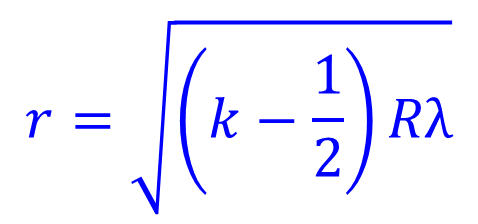 r = √((k − 1/2) Rλ)